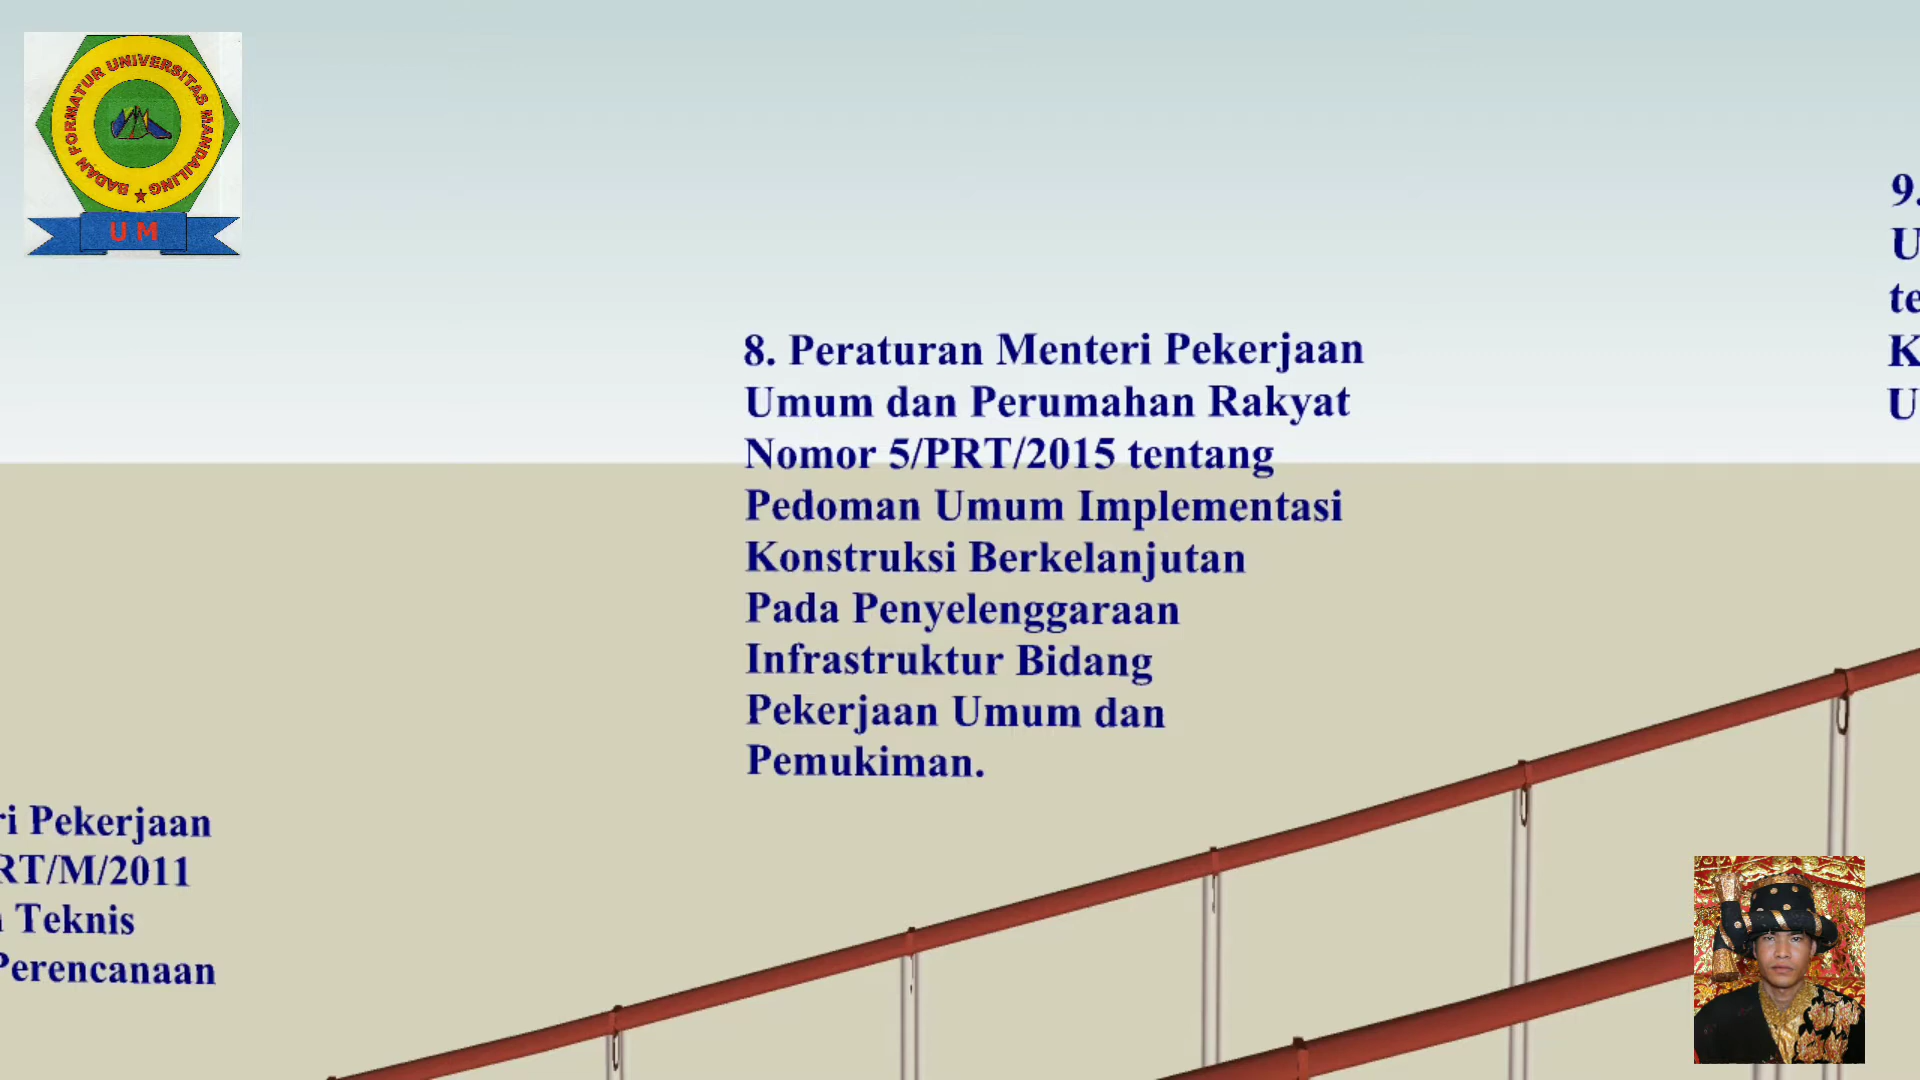 BADAN FORMATUR UNIVERSITAS MANDAILING
U M
8. Peraturan Menteri Pekerjaan
Umum dan Perumahan Rakyat
Nomor 5/PRT/2015 tentang
Pedoman Umum Implementasi
Konstruksi Berkelanjutan
Pada Penyelenggaraan
Infrastruktur Bidang
Pekerjaan Umum dan
Pemukiman.
9.
U
te
K
U
ri Pekerjaan
RT/M/2011
Teknis
Perencanaan